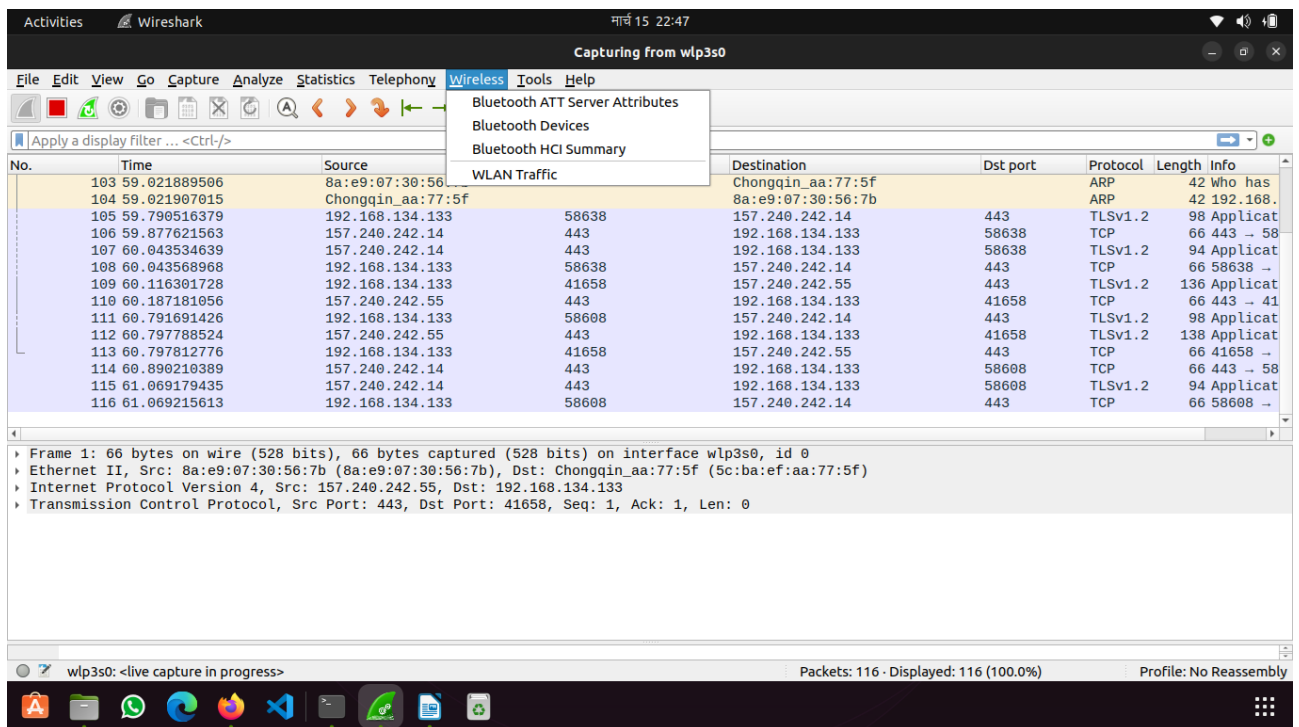 Activities Wireshark मार्च 15 22:47
Capturing from wlp3s0
File Edit View Go Capture Analyze Statistics Telephony Wireless Tools Help
Bluetooth ATT Server Attributes
Bluetooth Devices
Bluetooth HCI Summary
WLAN Traffic
Apply a display filter … <Ctrl-/>
No. Time Source Destination Dst port Protocol Length Info
103 59.021889506 8a:e9:07:30:56 Chongqin_aa:77:5f ARP 42 Who has
104 59.021907015 Chongqin_aa:77:5f 8a:e9:07:30:56:7b ARP 42 192.168.
105 59.790516379 192.168.134.133 58638 157.240.242.14 443 TLSv1.2 98 Applicat
106 59.877621563 157.240.242.14 443 192.168.134.133 58638 TCP 66 443 → 58
107 60.043534639 157.240.242.14 443 192.168.134.133 58638 TLSv1.2 94 Applicat
108 60.043568968 192.168.134.133 58638 157.240.242.14 443 TCP 66 58638 →
109 60.116301728 192.168.134.133 41658 157.240.242.55 443 TLSv1.2 136 Applicat
110 60.187181056 157.240.242.55 443 192.168.134.133 41658 TCP 66 443 → 41
111 60.791691426 192.168.134.133 58608 157.240.242.14 443 TLSv1.2 98 Applicat
112 60.797788524 157.240.242.55 443 192.168.134.133 41658 TLSv1.2 138 Applicat
113 60.797812776 192.168.134.133 41658 157.240.242.55 443 TCP 66 41658 →
114 60.890210389 157.240.242.14 443 192.168.134.133 58608 TCP 66 443 → 58
115 61.069179435 157.240.242.14 443 192.168.134.133 58608 TLSv1.2 94 Applicat
116 61.069215613 192.168.134.133 58608 157.240.242.14 443 TCP 66 58608 →
Frame 1: 66 bytes on wire (528 bits), 66 bytes captured (528 bits) on interface wlp3s0, id 0
Ethernet II, Src: 8a:e9:07:30:56:7b (8a:e9:07:30:56:7b), Dst: Chongqin_aa:77:5f (5c:ba:ef:aa:77:5f)
Internet Protocol Version 4, Src: 157.240.242.55, Dst: 192.168.134.133
Transmission Control Protocol, Src Port: 443, Dst Port: 41658, Seq: 1, Ack: 1, Len: 0
wlp3s0: <live capture in progress> Packets: 116 · Displayed: 116 (100.0%) Profile: No Reassembly